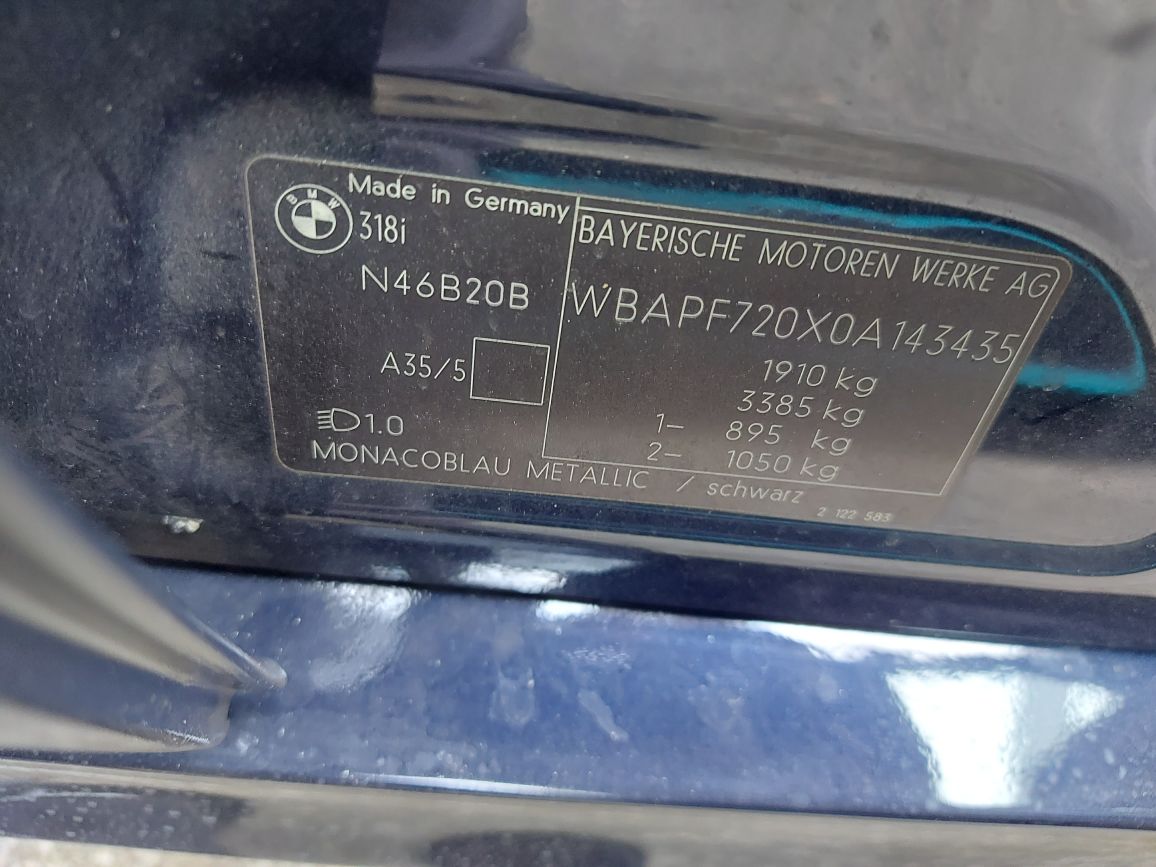 BMW
Made in Germany
318i
N46B20B
A35/5
1.0
BAYERISCHE MOTOREN WERKE AG
WBAPF720X0A143435
1910 kg
3385 kg
1- 895 kg
2- 1050 kg
MONACOBLAU METALLIC / schwarz
2 122 583